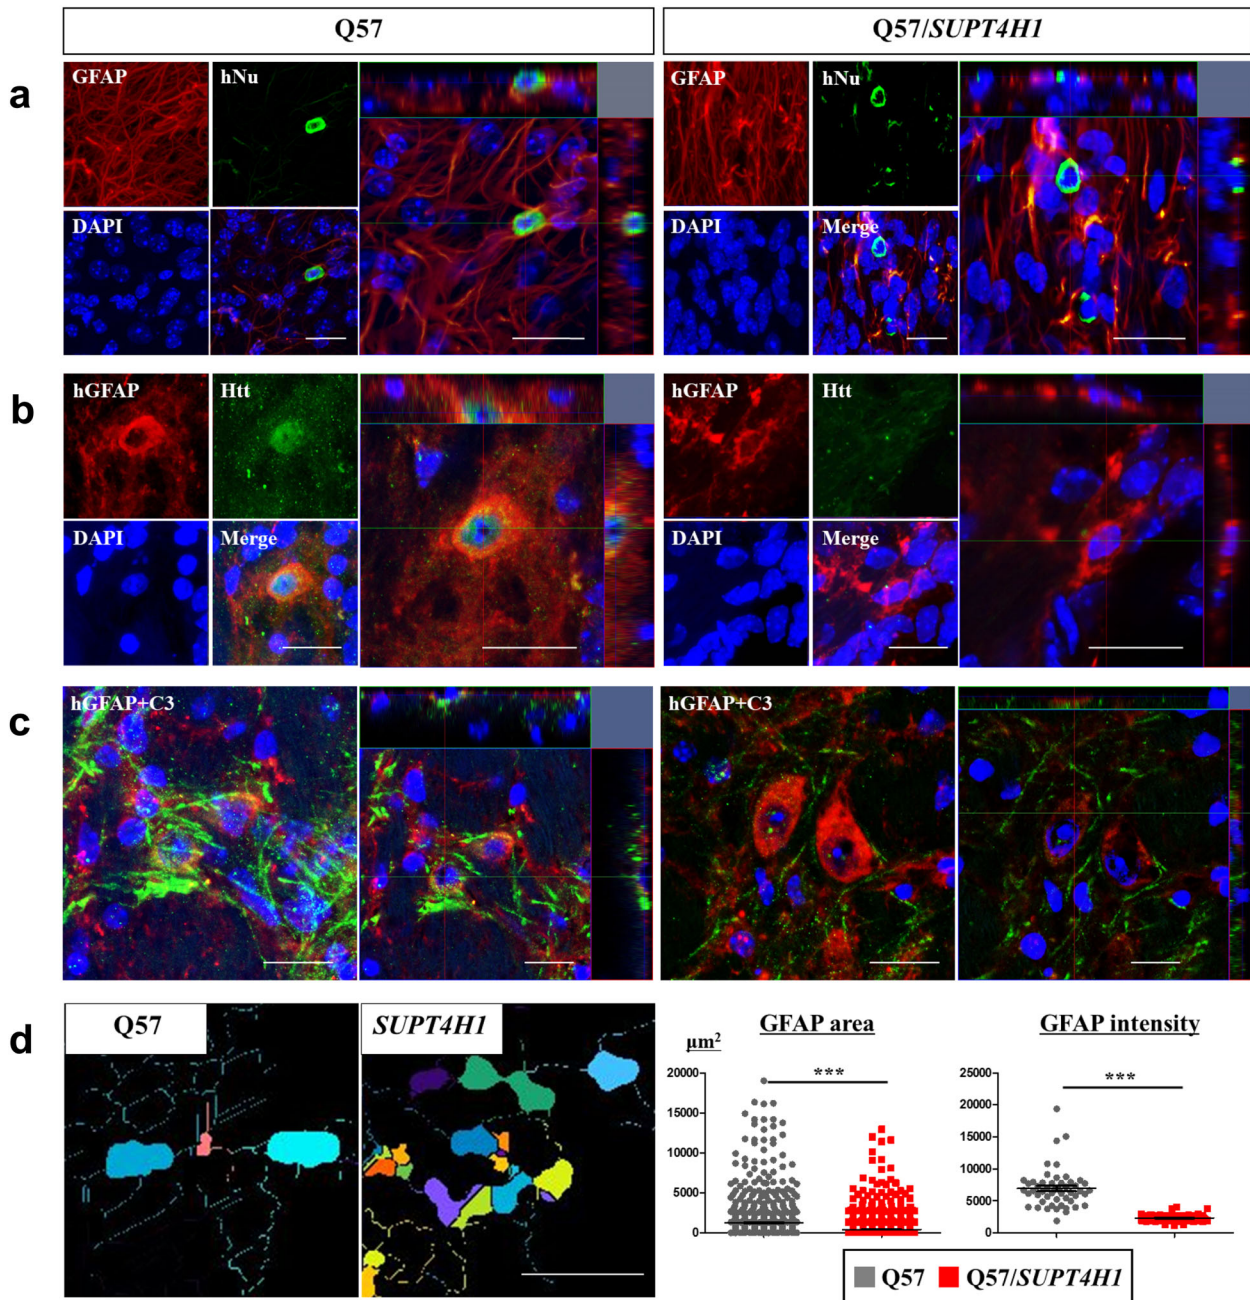 Q57
Q57/SUPT4H1
a
GFAP
hNu
DAPI
GFAP
hNu
DAPI
Merge
b
hGFAP
Htt
DAPI
Merge
hGFAP
Htt
DAPI
Merge
c
hGFAP+C3
d
Q57
SUPT4H1
GFAP area
µm²
20000
15000
10000
5000
0
***
GFAP intensity
25000
20000
15000
10000
5000
0
***
Q57
Q57/SUPT4H1